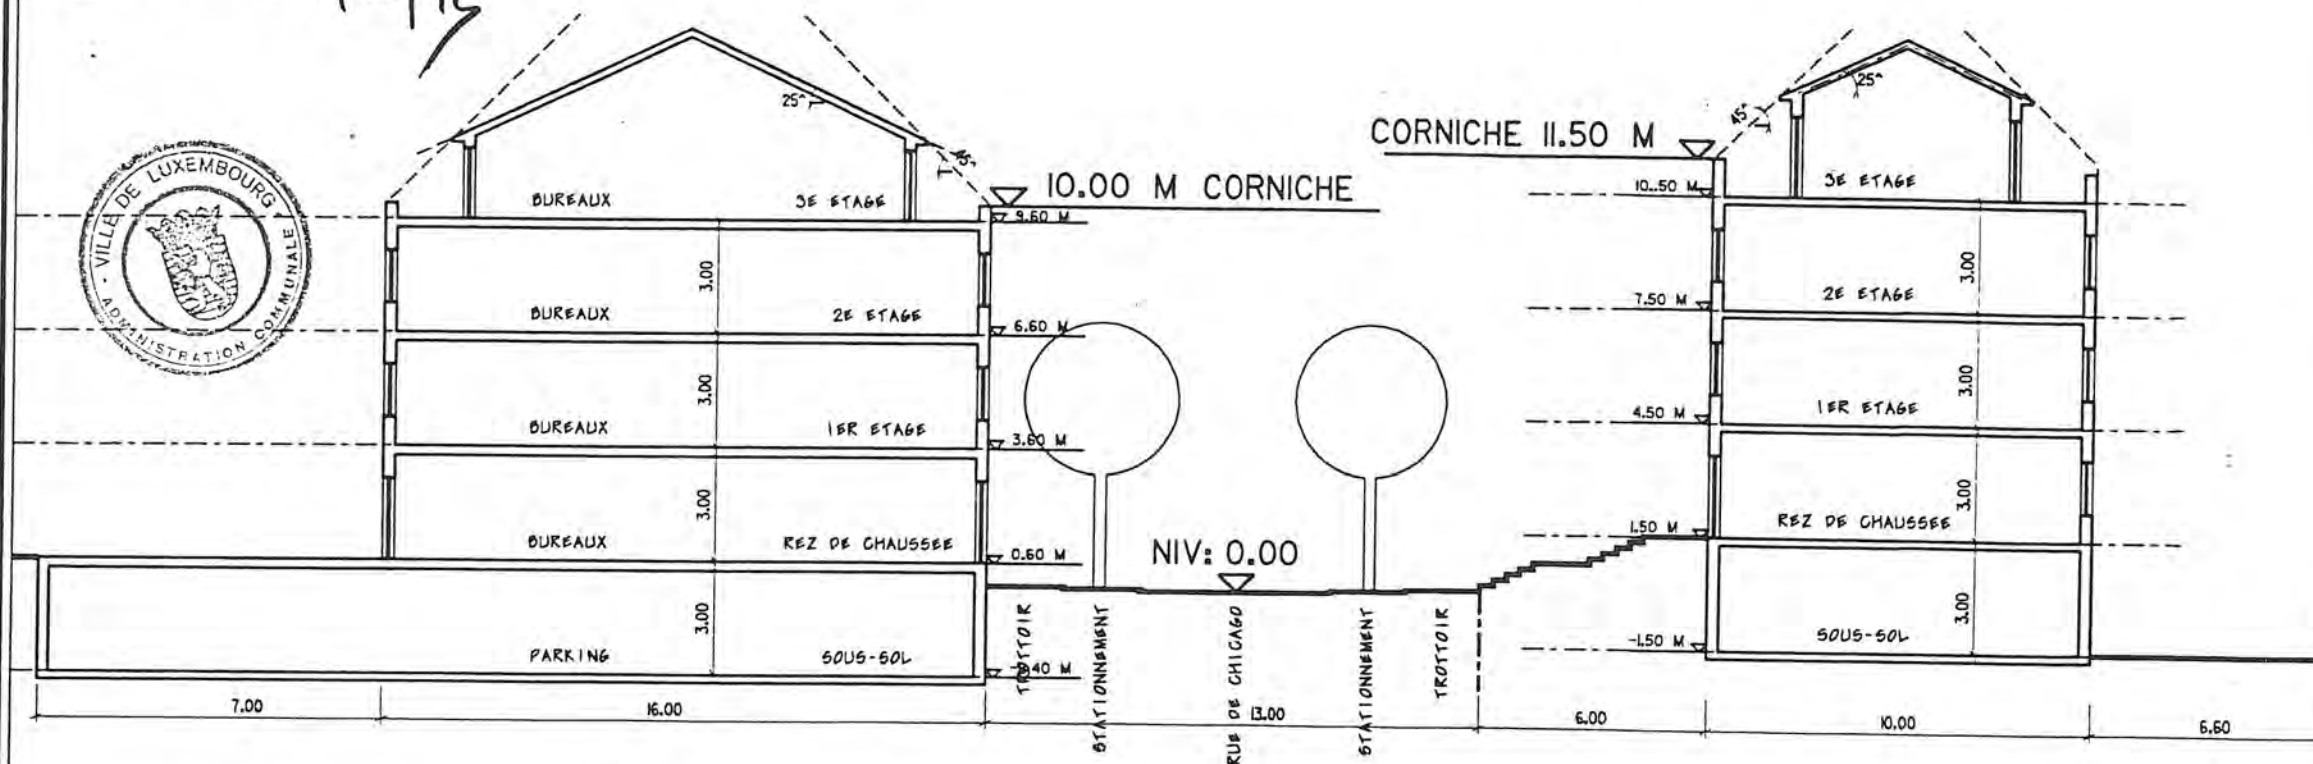 25°
25°
45°
45°
CORNICHE 11.50 M
10.00 M CORNICHE
VILLE DE LUXEMBOURG
ADMINISTRATION COMMUNALE
BUREAUX 3E ETAGE
9.60 M
10..50 M
3E ETAGE
3.00
3.00
BUREAUX 2E ETAGE
6.60 M
7.50 M
2E ETAGE
3.00
3.00
BUREAUX 1ER ETAGE
3.60 M
4.50 M
1ER ETAGE
3.00
3.00
BUREAUX REZ DE CHAUSSEE
0.60 M
NIV: 0.00
1.50 M
REZ DE CHAUSSEE
3.00
3.00
PARKING SOUS-SOL
-1.50 M
SOUS-SOL
TROTTOIR
STATIONNEMENT
RUE DE CHICAGO
STATIONNEMENT
TROTTOIR
7.00 16.00 13.00 6.00 10.00 6.60